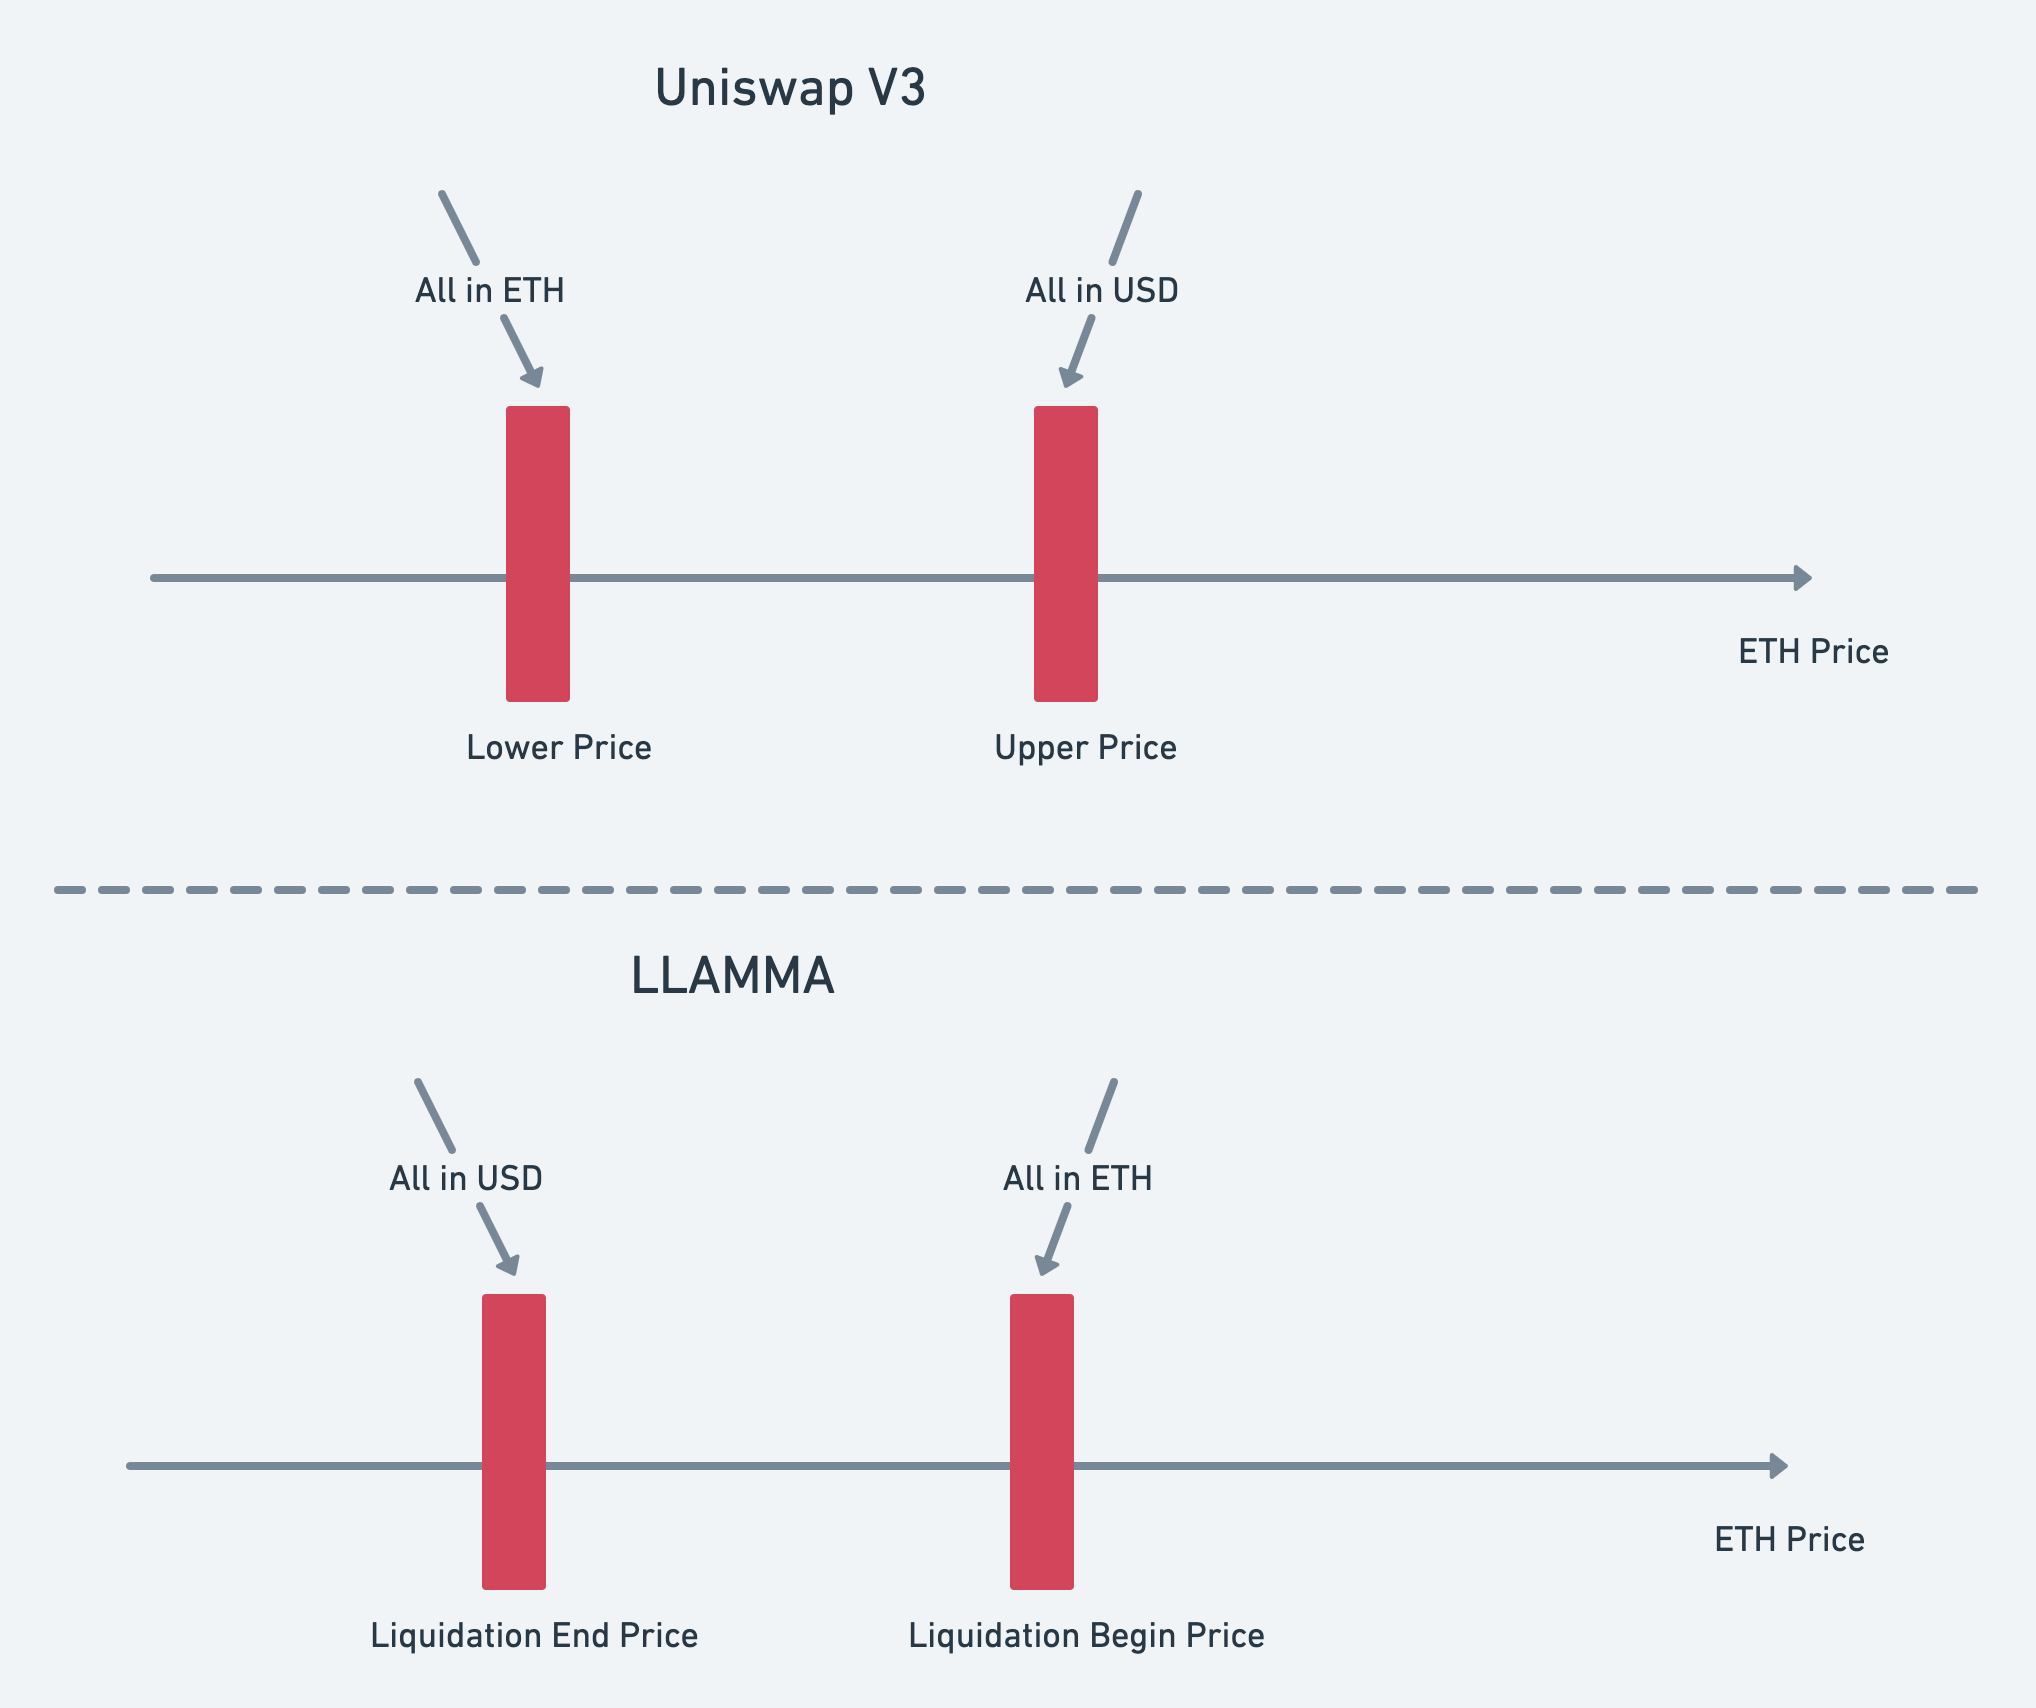 Uniswap V3
All in ETH
All in USD
ETH Price
Lower Price
Upper Price
LLAMMA
All in USD
All in ETH
ETH Price
Liquidation End Price
Liquidation Begin Price